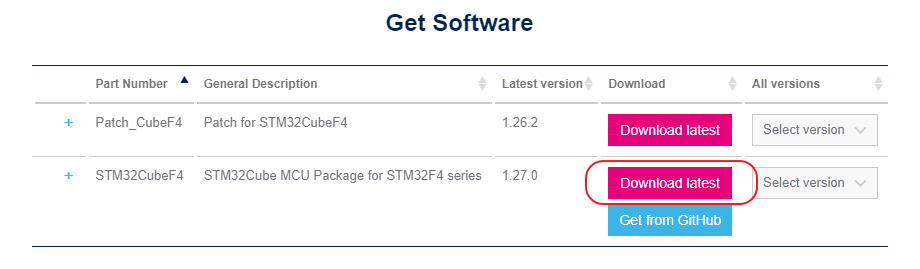 Get Software
Part Number General Description Latest version Download All versions
+ Patch_CubeF4 Patch for STM32CubeF4 1.26.2 Download latest Select version
+ STM32CubeF4 STM32Cube MCU Package for STM32F4 series 1.27.0 Download latest Select version
Get from GitHub